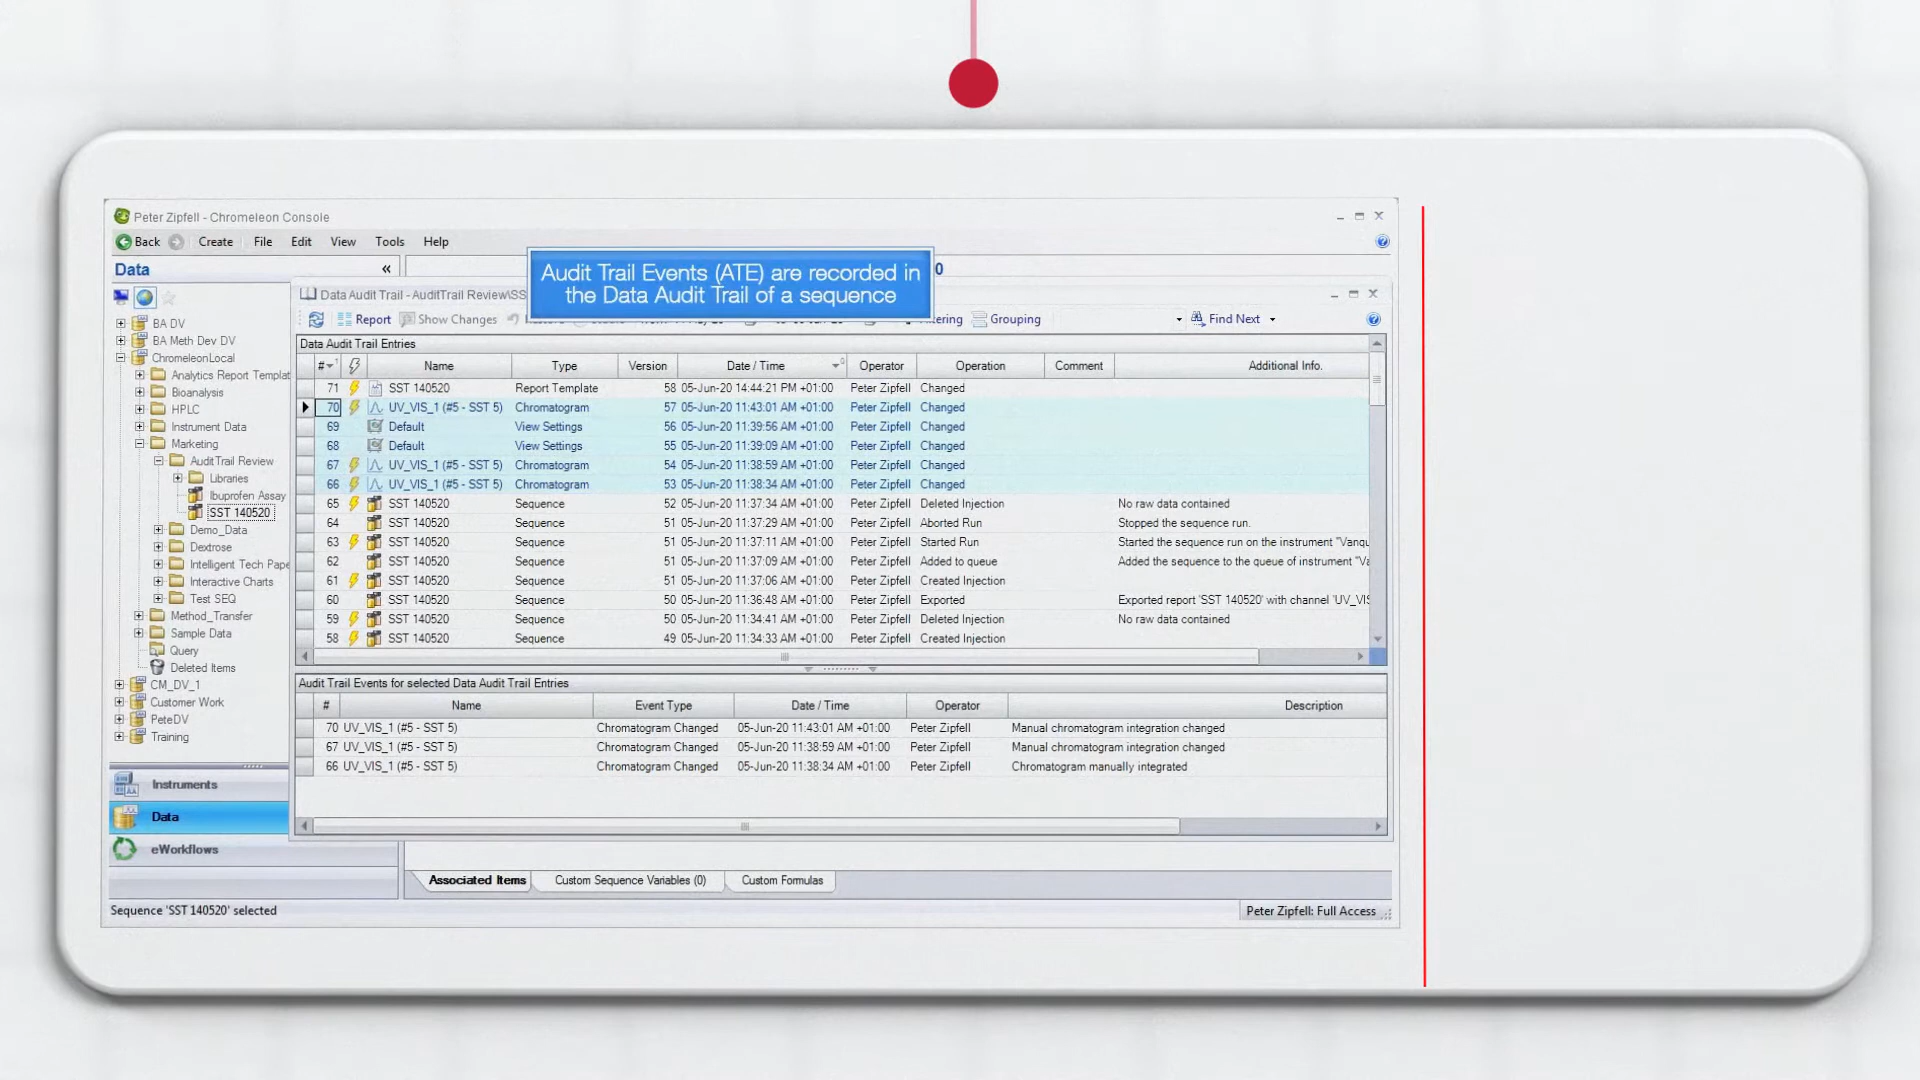 Peter Zipfell - Chromeleon Console
Back Create File Edit View Tools Help
Data «
Audit Trail Events (ATE) are recorded in
the Data Audit Trail of a sequence
0
Data Audit Trail - AuditTrail Review\SS
Report Show Changes Grouping Find Next
BA DV
BA Meth Dev DV
ChromeleonLocal
Analytics Report Templat
Bioanalysis
HPLC
Instrument Data
Marketing
AuditTrail Review
Libraries
Ibuprofen Assay
SST 140520
Demo_Data
Dextrose
Intelligent Tech Pape
Interactive Charts
Test SEQ
Method_Transfer
Sample Data
Query
Deleted Items
CM_DV_1
Customer Work
PeteDV
Training
Instruments
Data
eWorkflows
Data Audit Trail Entries
# Name Type Version Date / Time Operator Operation Comment Additional Info.
71 SST 140520 Report Template 58 05-Jun-20 14:44:21 PM +01:00 Peter Zipfell Changed
70 UV_VIS_1 (#5 - SST 5) Chromatogram 57 05-Jun-20 11:43:01 AM +01:00 Peter Zipfell Changed
69 Default View Settings 56 05-Jun-20 11:39:56 AM +01:00 Peter Zipfell Changed
68 Default View Settings 55 05-Jun-20 11:39:09 AM +01:00 Peter Zipfell Changed
67 UV_VIS_1 (#5 - SST 5) Chromatogram 54 05-Jun-20 11:38:59 AM +01:00 Peter Zipfell Changed
66 UV_VIS_1 (#5 - SST 5) Chromatogram 53 05-Jun-20 11:38:34 AM +01:00 Peter Zipfell Changed
65 SST 140520 Sequence 52 05-Jun-20 11:37:34 AM +01:00 Peter Zipfell Deleted Injection No raw data contained
64 SST 140520 Sequence 51 05-Jun-20 11:37:29 AM +01:00 Peter Zipfell Aborted Run Stopped the sequence run.
63 SST 140520 Sequence 51 05-Jun-20 11:37:11 AM +01:00 Peter Zipfell Started Run Started the sequence run on the instrument "Vanqu
62 SST 140520 Sequence 51 05-Jun-20 11:37:09 AM +01:00 Peter Zipfell Added to queue Added the sequence to the queue of instrument "Va
61 SST 140520 Sequence 51 05-Jun-20 11:37:06 AM +01:00 Peter Zipfell Created Injection
60 SST 140520 Sequence 50 05-Jun-20 11:36:48 AM +01:00 Peter Zipfell Exported Exported report 'SST 140520' with channel 'UV_VIS
59 SST 140520 Sequence 50 05-Jun-20 11:34:41 AM +01:00 Peter Zipfell Deleted Injection No raw data contained
58 SST 140520 Sequence 49 05-Jun-20 11:34:33 AM +01:00 Peter Zipfell Created Injection
Audit Trail Events for selected Data Audit Trail Entries
# Name Event Type Date / Time Operator Description
70 UV_VIS_1 (#5 - SST 5) Chromatogram Changed 05-Jun-20 11:43:01 AM +01:00 Peter Zipfell Manual chromatogram integration changed
67 UV_VIS_1 (#5 - SST 5) Chromatogram Changed 05-Jun-20 11:38:59 AM +01:00 Peter Zipfell Manual chromatogram integration changed
66 UV_VIS_1 (#5 - SST 5) Chromatogram Changed 05-Jun-20 11:38:34 AM +01:00 Peter Zipfell Chromatogram manually integrated
Associated Items Custom Sequence Variables (0) Custom Formulas
Sequence 'SST 140520' selected Peter Zipfell: Full Access